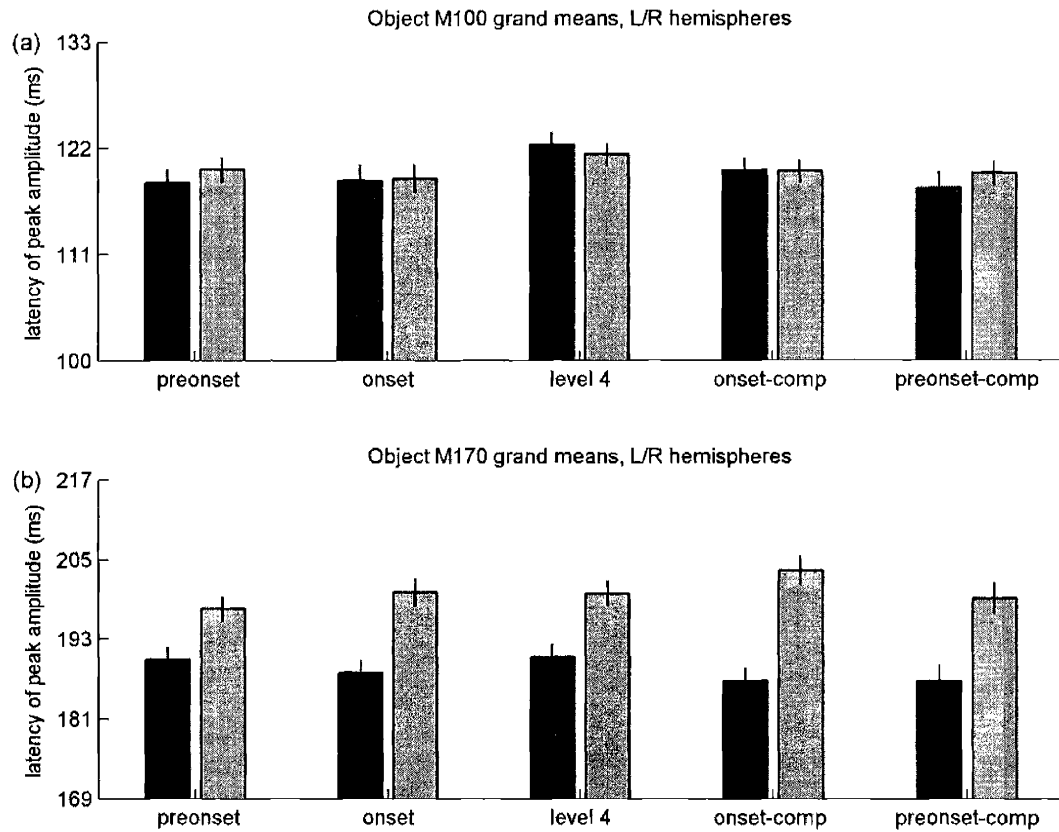 Object M100 grand means, L/R hemispheres
(a)
latency of peak amplitude (ms)
133
122
111
100
preonset onset level 4 onset-comp preonset-comp
Object M170 grand means, L/R hemispheres
(b)
latency of peak amplitude (ms)
217
205
193
181
169
preonset onset level 4 onset-comp preonset-comp